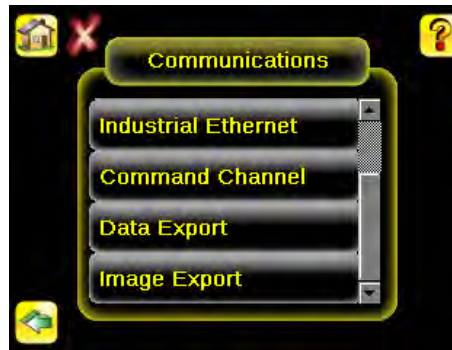 Communications
Industrial Ethernet
Command Channel
Data Export
Image Export